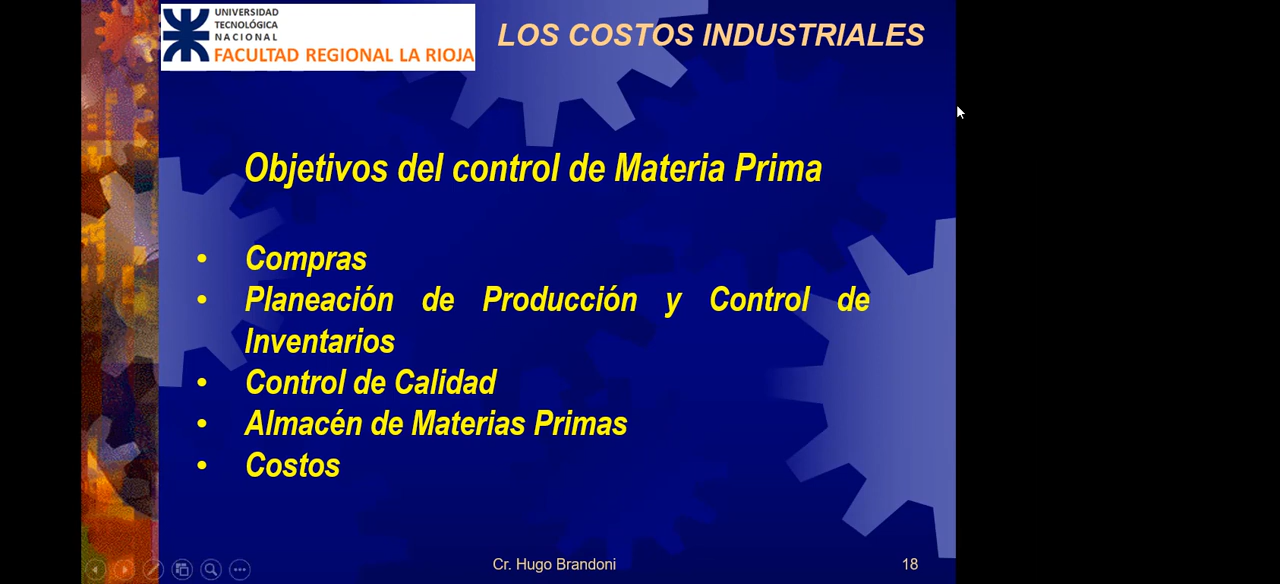 UNIVERSIDAD
TECNOLÓGICA
NACIONAL
FACULTAD REGIONAL LA RIOJA
LOS COSTOS INDUSTRIALES
Objetivos del control de Materia Prima
• Compras
• Planeación de Producción y Control de
Inventarios
• Control de Calidad
• Almacén de Materias Primas
• Costos
Cr. Hugo Brandoni
18